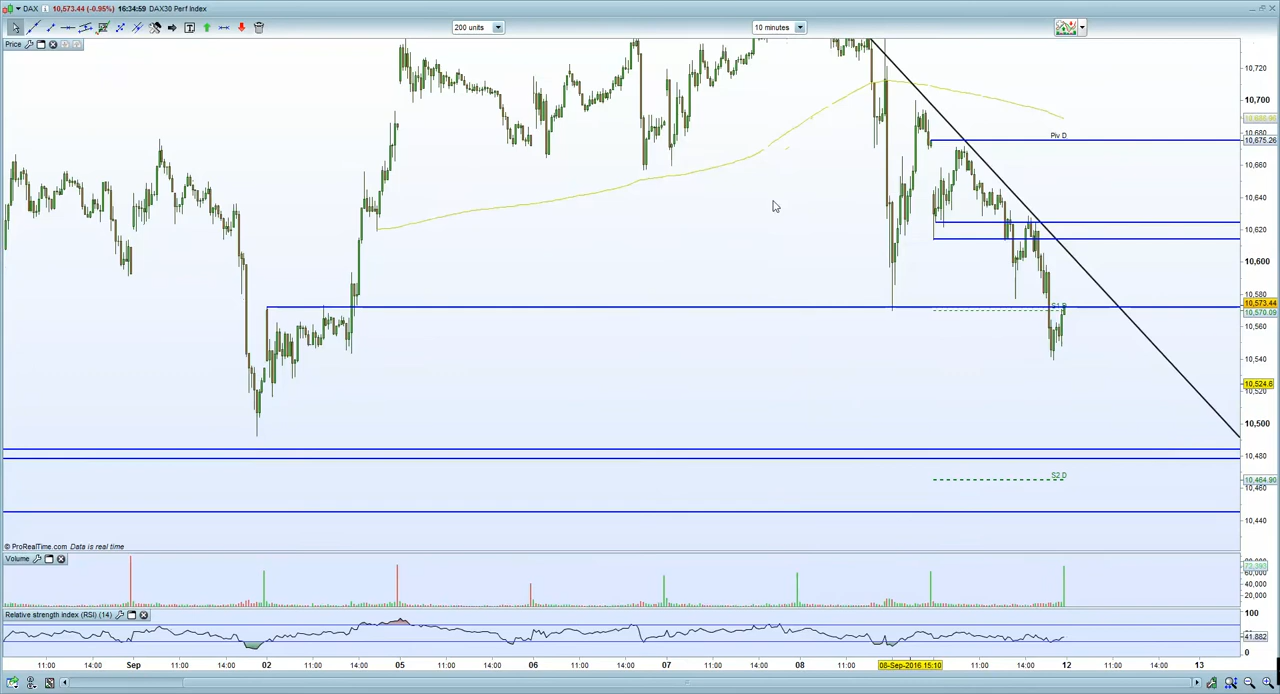 DAX 10,573.44 (-0.95%) 16:34:59 DAX30 Perf Index
200 units 10 minutes
Price
10,720
10,700
10,680
Piv D
10,675.26
10,660
10,640
10,620
10,600
10,580
10,573.44
S1 D
10,570.09
10,560
10,540
10,524.6
10,520
10,500
10,480
S2 D
10,464.90
10,460
10,440
© ProRealTime.com Data is real time
Volume
60,000
40,000
20,000
Relative strength index (RSI) (14)
100
41.882
0
11:00 14:00 Sep 11:00 14:00 02 11:00 14:00 05 11:00 14:00 06 11:00 14:00 07 11:00 14:00 08 11:00 08-Sep-2016 15:10 11:00 14:00 12 11:00 14:00 13